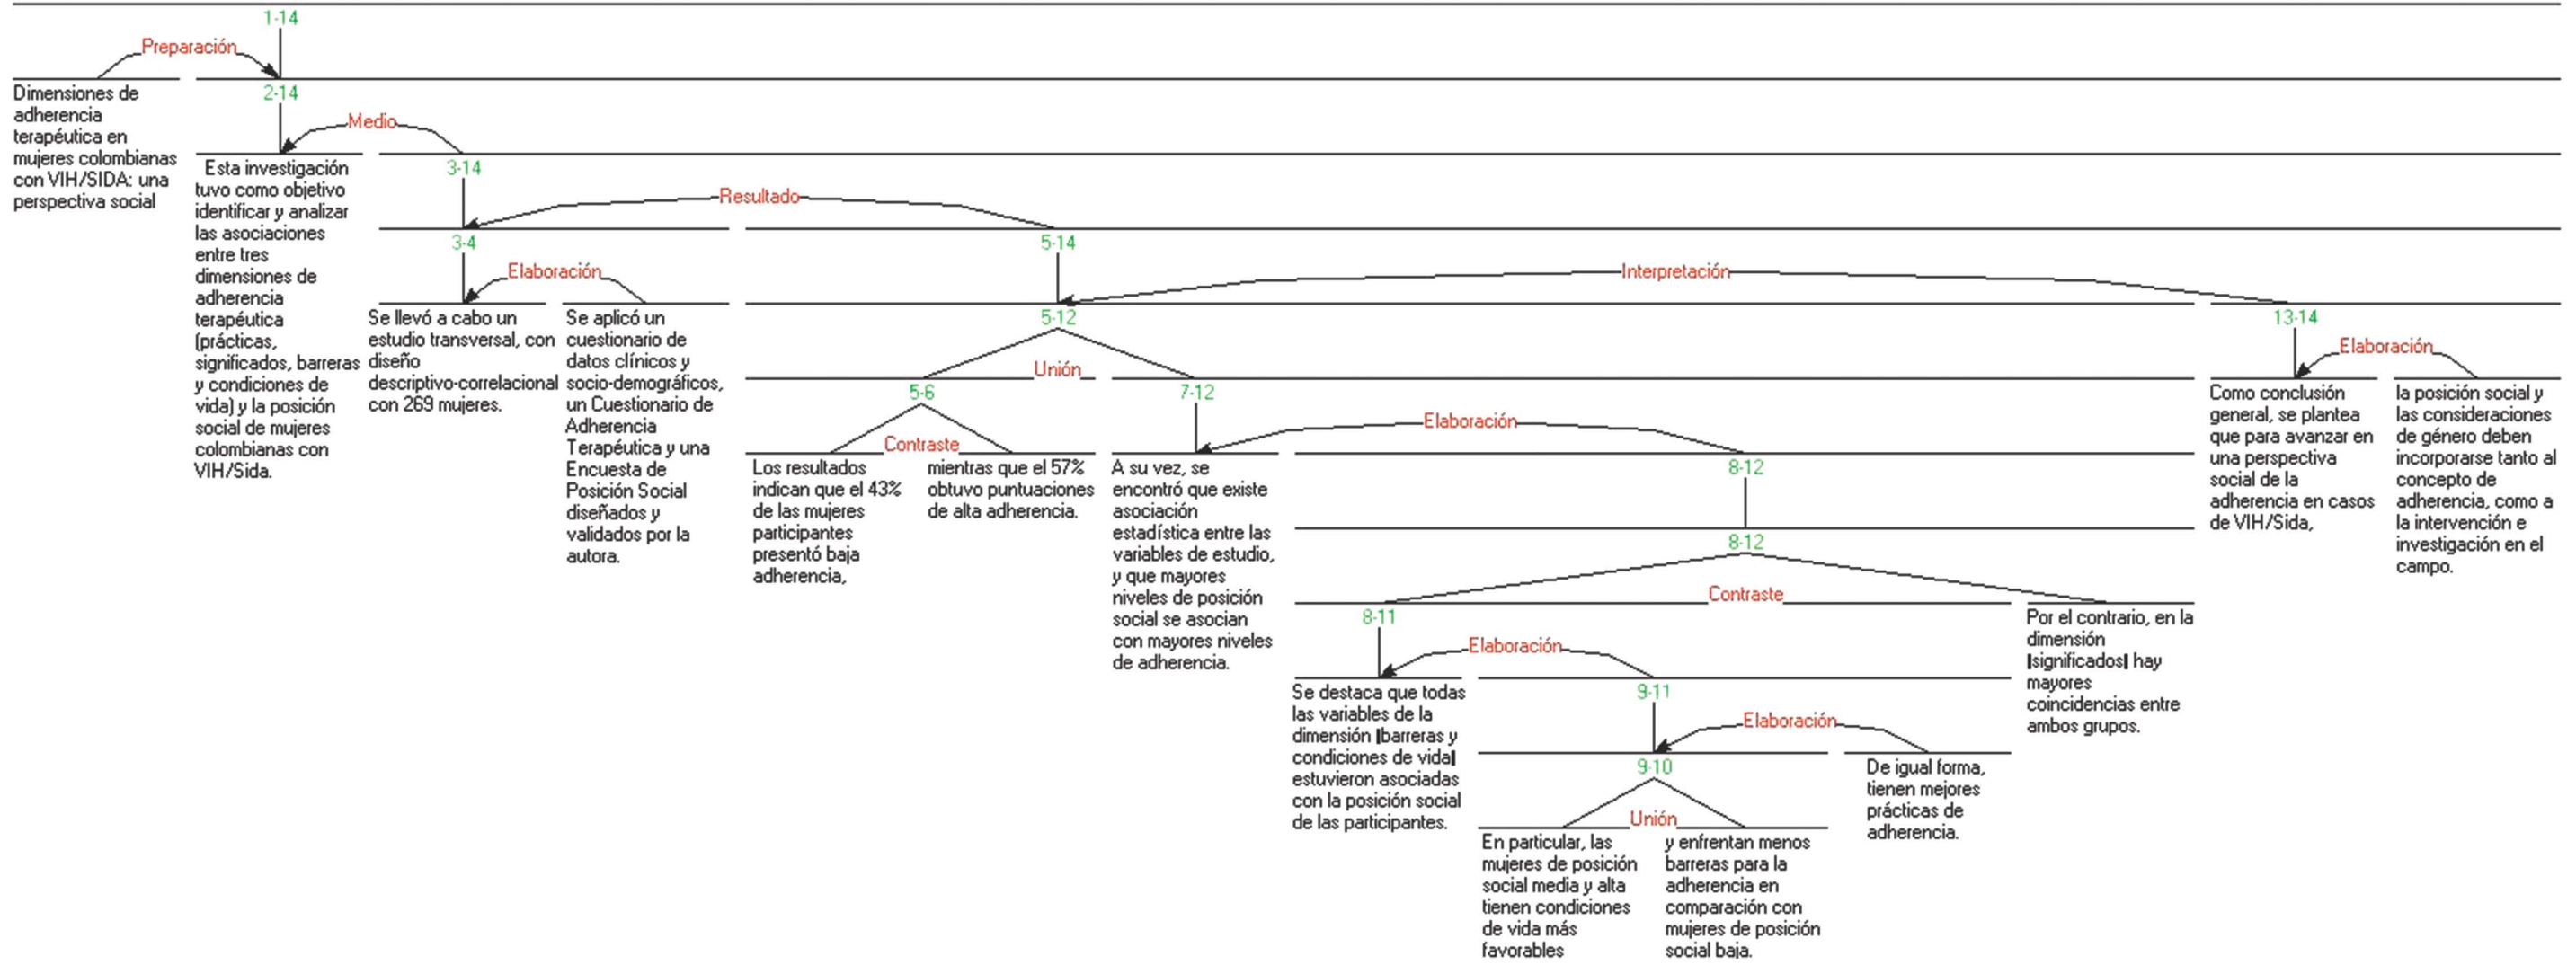 1-14
Preparación
Dimensiones de
adherencia
terapéutica en
mujeres colombianas
con VIH/SIDA: una
perspectiva social
2-14
Medio
Esta investigación
tuvo como objetivo
identificar y analizar
las asociaciones
entre tres
dimensiones de
adherencia
terapéutica
(prácticas,
significados, barreras
y condiciones de
vida) y la posición
social de mujeres
colombianas con
VIH/Sida.
3-14
Resultado
3-4
Elaboración
Se llevó a cabo un
estudio transversal, con
diseño
descriptivo-correlacional
con 269 mujeres.
Se aplicó un
cuestionario de
datos clínicos y
socio-demográficos,
un Cuestionario de
Adherencia
Terapéutica y una
Encuesta de
Posición Social
diseñados y
validados por la
autora.
5-14
Interpretación
5-12
Unión
5-6
Contraste
Los resultados
indican que el 43%
de las mujeres
participantes
presentó baja
adherencia,
mientras que el 57%
obtuvo puntuaciones
de alta adherencia.
7-12
Elaboración
A su vez, se
encontró que existe
asociación
estadística entre las
variables de estudio,
y que mayores
niveles de posición
social se asocian
con mayores niveles
de adherencia.
8-12
8-12
Contraste
8-11
Elaboración
Se destaca que todas
las variables de la
dimensión |barreras y
condiciones de vida|
estuvieron asociadas
con la posición social
de las participantes.
9-11
Elaboración
9-10
Unión
En particular, las
mujeres de posición
social media y alta
tienen condiciones
de vida más
favorables
y enfrentan menos
barreras para la
adherencia en
comparación con
mujeres de posición
social baja.
De igual forma,
tienen mejores
prácticas de
adherencia.
Por el contrario, en la
dimensión
|significados| hay
mayores
coincidencias entre
ambos grupos.
13-14
Elaboración
Como conclusión
general, se plantea
que para avanzar en
una perspectiva
social de la
adherencia en casos
de VIH/Sida,
la posición social y
las consideraciones
de género deben
incorporarse tanto al
concepto de
adherencia, como a
la intervención e
investigación en el
campo.